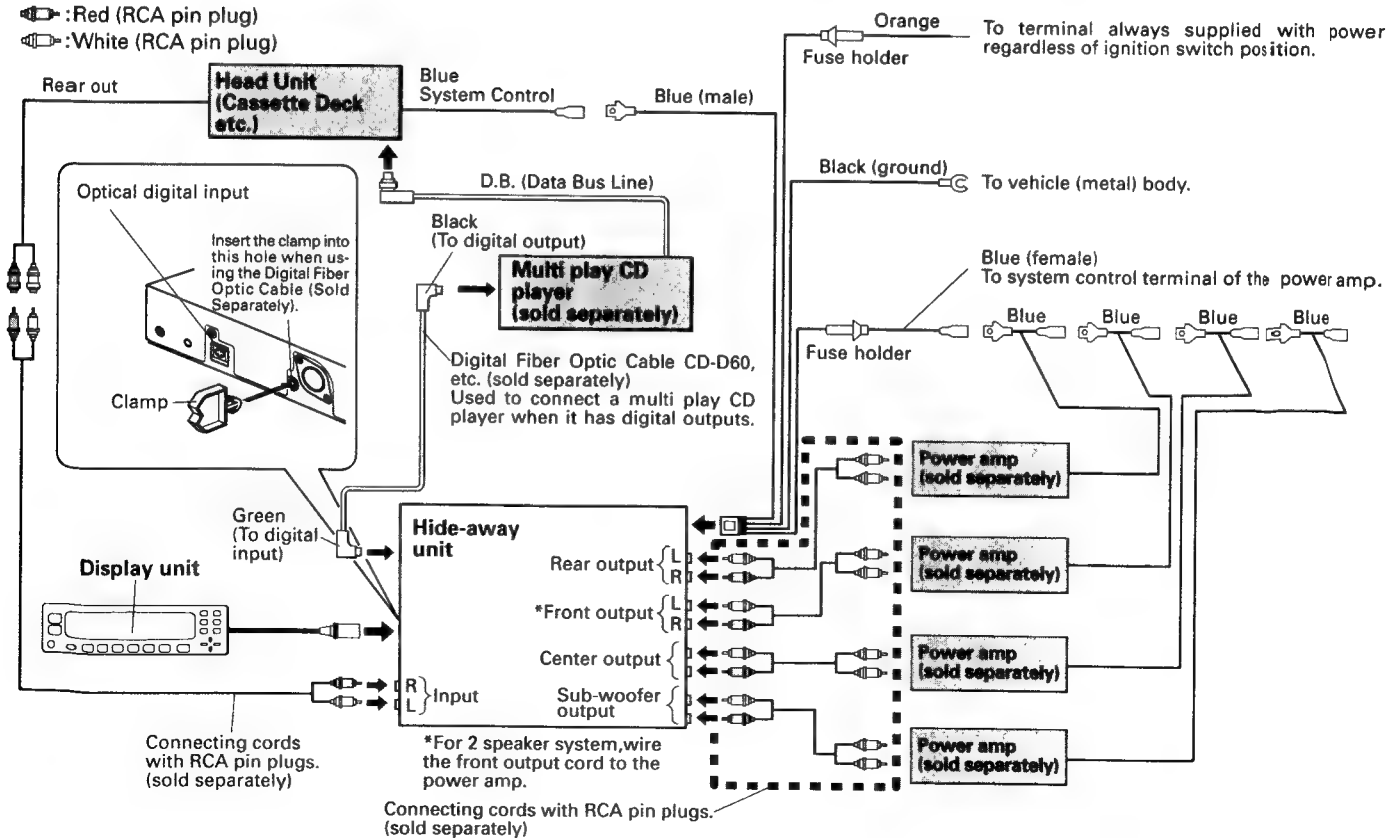 :Red (RCA pin plug)
:White (RCA pin plug)
Rear out
Head Unit
(Cassette Deck
etc.)
Blue
System Control
Blue (male)
Orange
Fuse holder
To terminal always supplied with power
regardless of ignition switch position.
Black (ground)
To vehicle (metal) body.
D.B. (Data Bus Line)
Optical digital input
Insert the clamp into
this hole when us-
ing the Digital Fiber
Optic Cable (Sold
Separately).
Clamp
Black
(To digital output)
Multi play CD
player
(sold separately)
Digital Fiber Optic Cable CD-D60,
etc. (sold separately)
Used to connect a multi play CD
player when it has digital outputs.
Blue (female)
To system control terminal of the power amp.
Fuse holder
Blue
Blue
Blue
Blue
Green
(To digital
input)
Hide-away
unit
Display unit
Rear output
L
R
*Front output
L
R
Center output
Sub-woofer
output
R
L
Input
Power amp
(sold separately)
Power amp
(sold separately)
Power amp
(sold separately)
Power amp
(sold separately)
Connecting cords
with RCA pin plugs.
(sold separately)
*For 2 speaker system,wire
the front output cord to the
power amp.
Connecting cords with RCA pin plugs.
(sold separately)